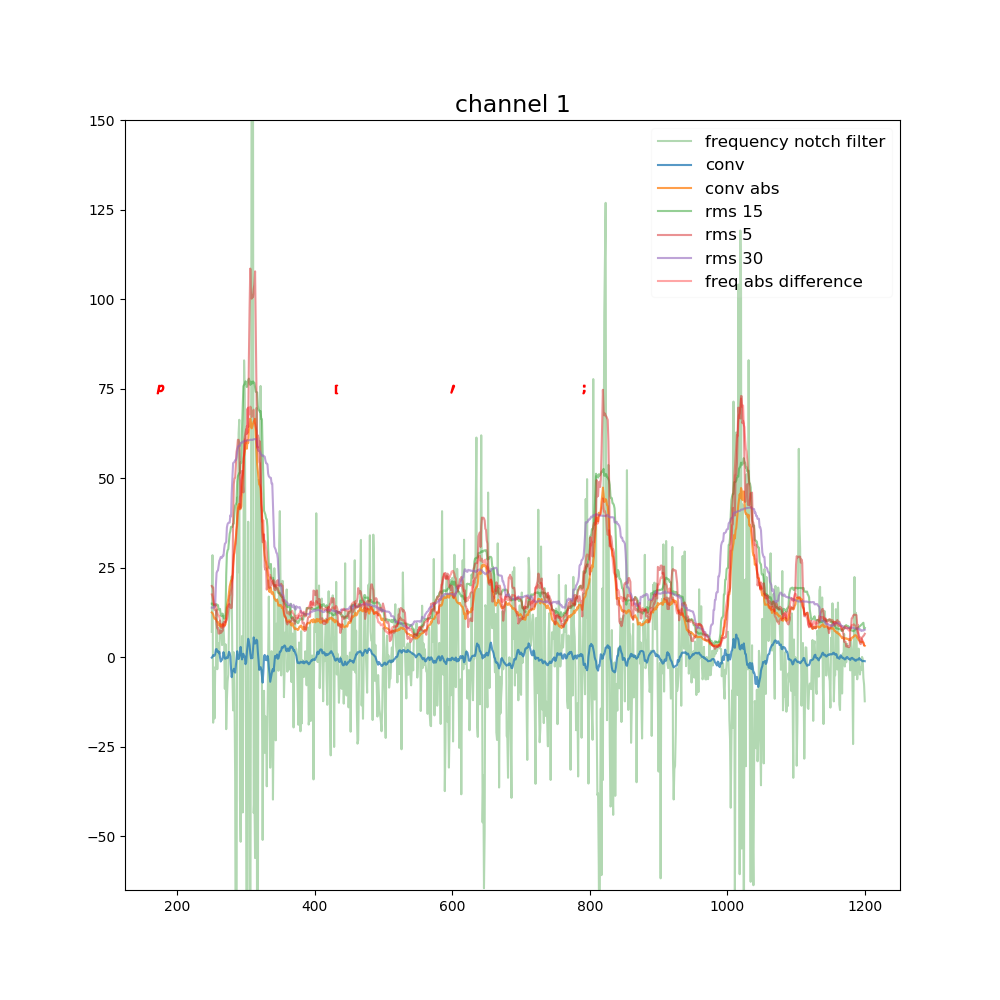 channel 1
150
125
100
75
50
25
0
−25
−50
frequency notch filter
conv
conv abs
rms 15
rms 5
rms 30
freq abs difference
p [ / ;
200 400 600 800 1000 1200